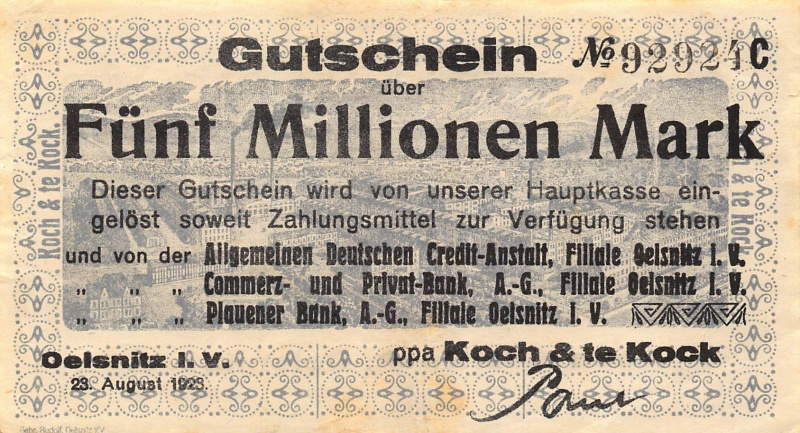 Gutschein № 92924 C
über
Fünf Millionen Mark
Dieser Gutschein wird von unserer Hauptkasse ein-
gelöst soweit Zahlungsmittel zur Verfügung stehen
und von der Allgemeinen Deutschen Credit-Anstalt, Filiale Oelsnitz i. V.
„ „ „ Commerz- und Privat-Bank, A.-G., Filiale Oelsnitz i. V.
„ „ „ Plauener Bank, A.-G., Filiale Oelsnitz i. V.
Oelsnitz i. V.
23. August 1923.
ppa Koch & te Kock
Koch & te Kock.
& te Kock.